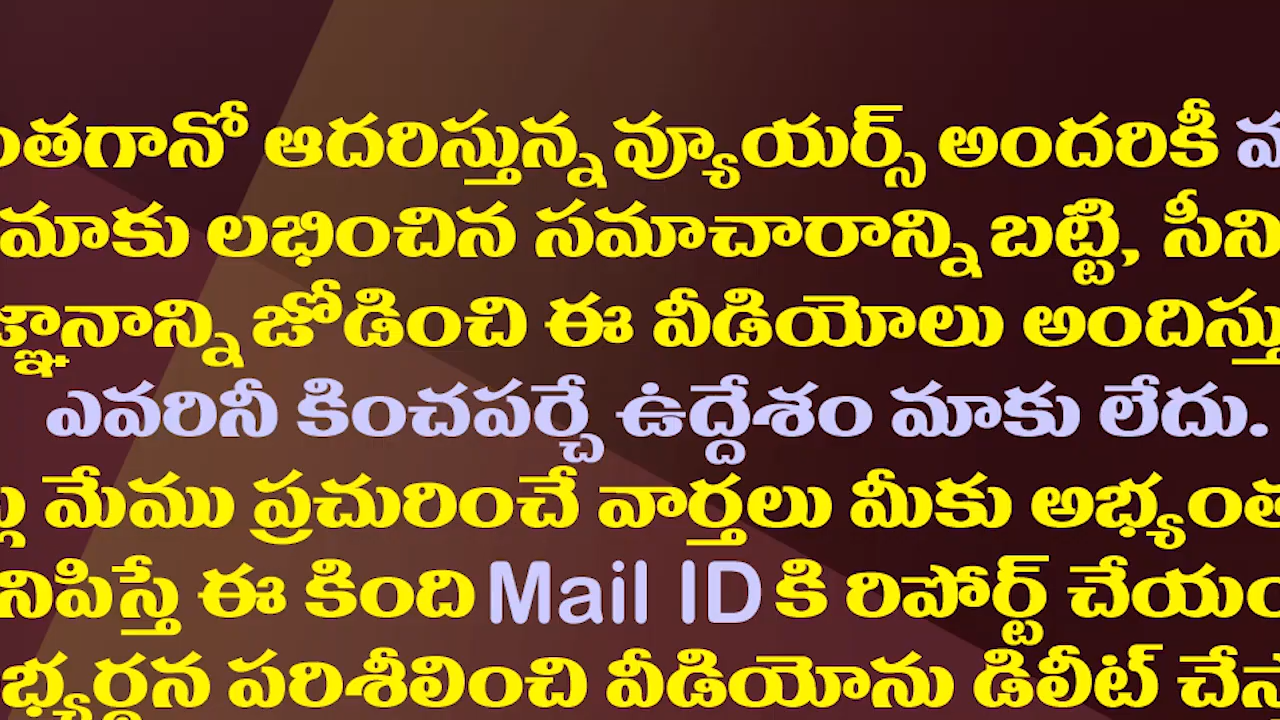 ంతగానో ఆదరిస్తున్న వ్యూయర్స్ అందరికీ
మాకు లభించిన సమాచారాన్ని బట్టి, సీని
జ్ఞానాన్ని జోడించి ఈ వీడియోలు అందిస్తు
ఎవరినీ కించపర్చే ఉద్దేశం మాకు లేదు.
ల్ల మేము ప్రచురించే వార్తలు మీకు అభ్యంత
నిపిస్తే ఈ కింది Mail ID కి రిపోర్ట్ చేయం
భ్యర్థన పరిశీలించి వీడియోను డిలీట్ చేస